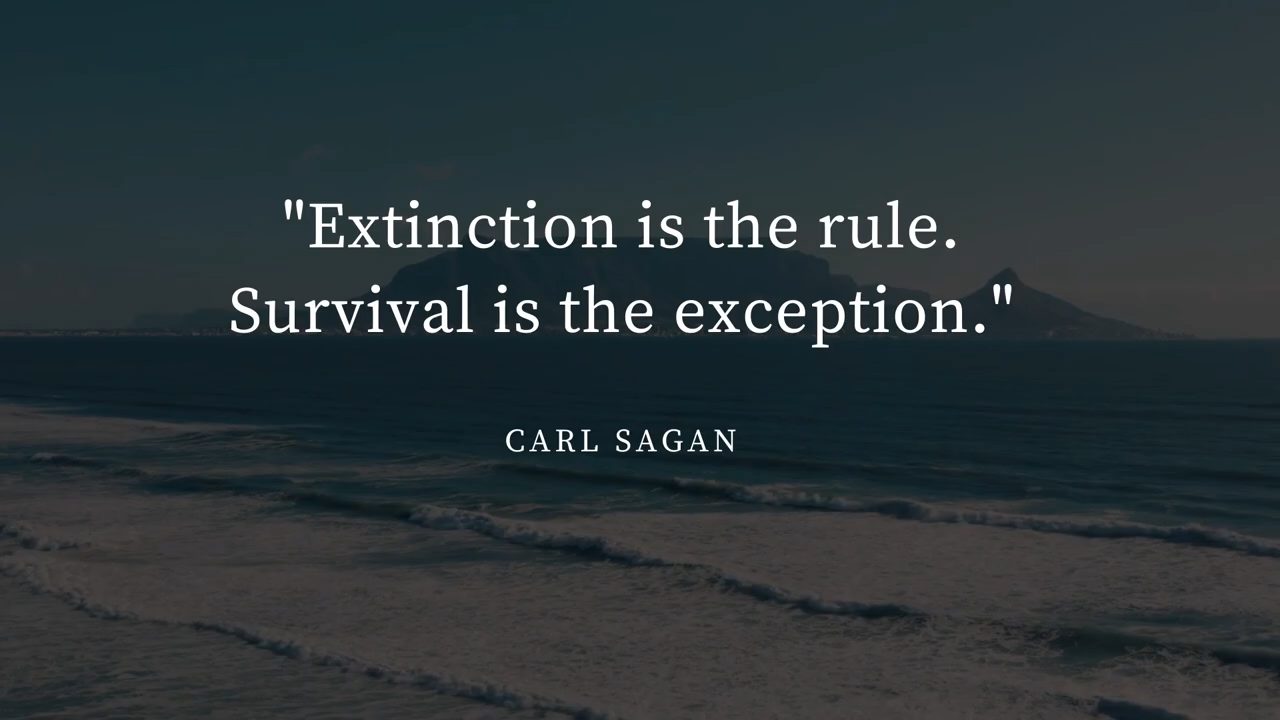 "Extinction is the rule.
Survival is the exception."
CARL SAGAN